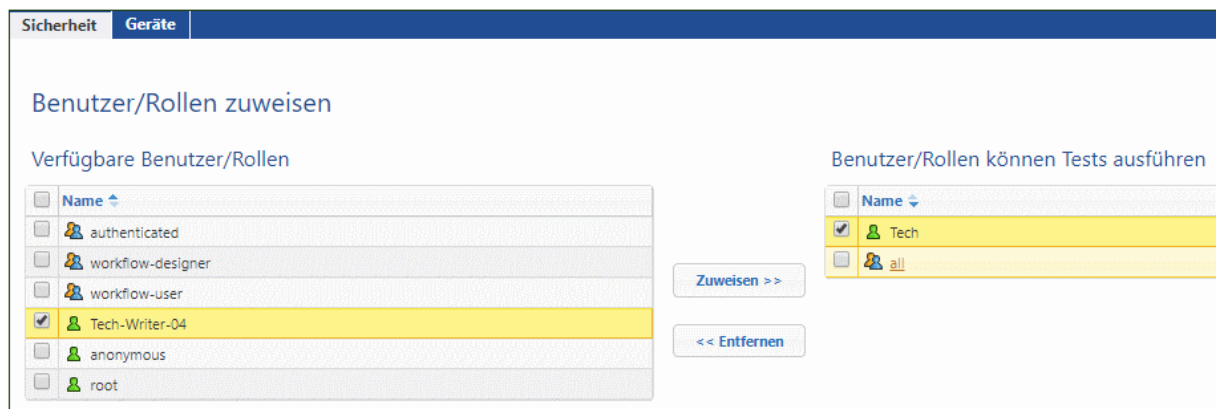 Sicherheit Geräte
Benutzer/Rollen zuweisen
Verfügbare Benutzer/Rollen
Name
authenticated
workflow-designer
workflow-user
Tech-Writer-04
anonymous
root
Zuweisen >>
<< Entfernen
Benutzer/Rollen können Tests ausführen
Name
Tech
all